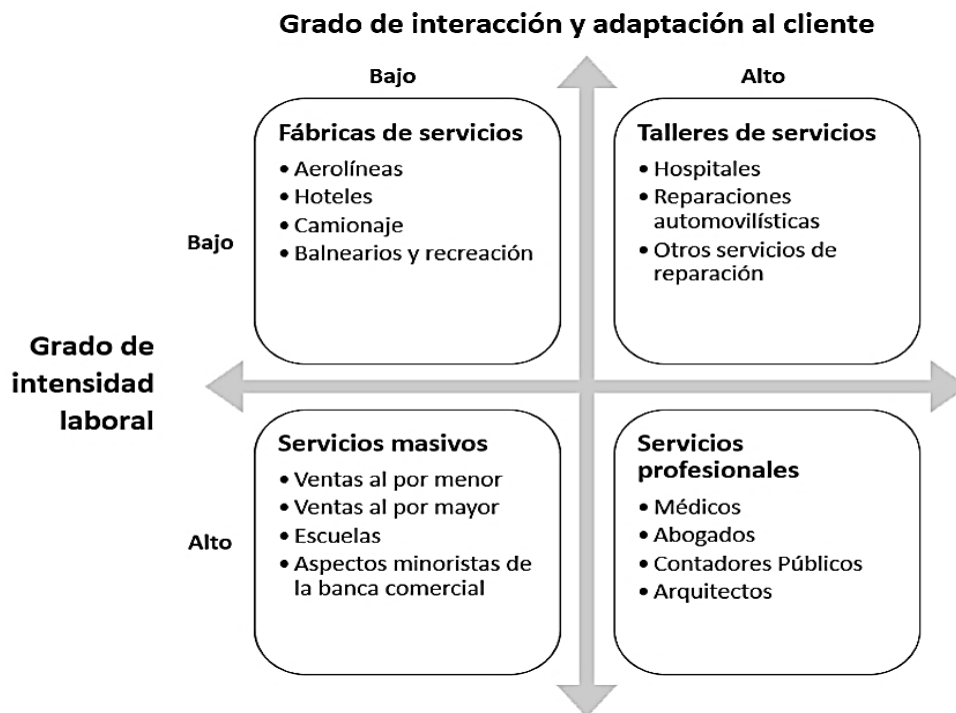 Grado de interacción y adaptación al cliente
Bajo
Alto
Fábricas de servicios
• Aerolíneas
• Hoteles
• Camionaje
• Balnearios y recreación
Talleres de servicios
• Hospitales
• Reparaciones
automovilísticas
• Otros servicios de
reparación
Bajo
Grado de
intensidad
laboral
Servicios masivos
• Ventas al por menor
• Ventas al por mayor
• Escuelas
• Aspectos minoristas de
la banca comercial
Servicios
profesionales
• Médicos
• Abogados
• Contadores Públicos
• Arquitectos
Alto